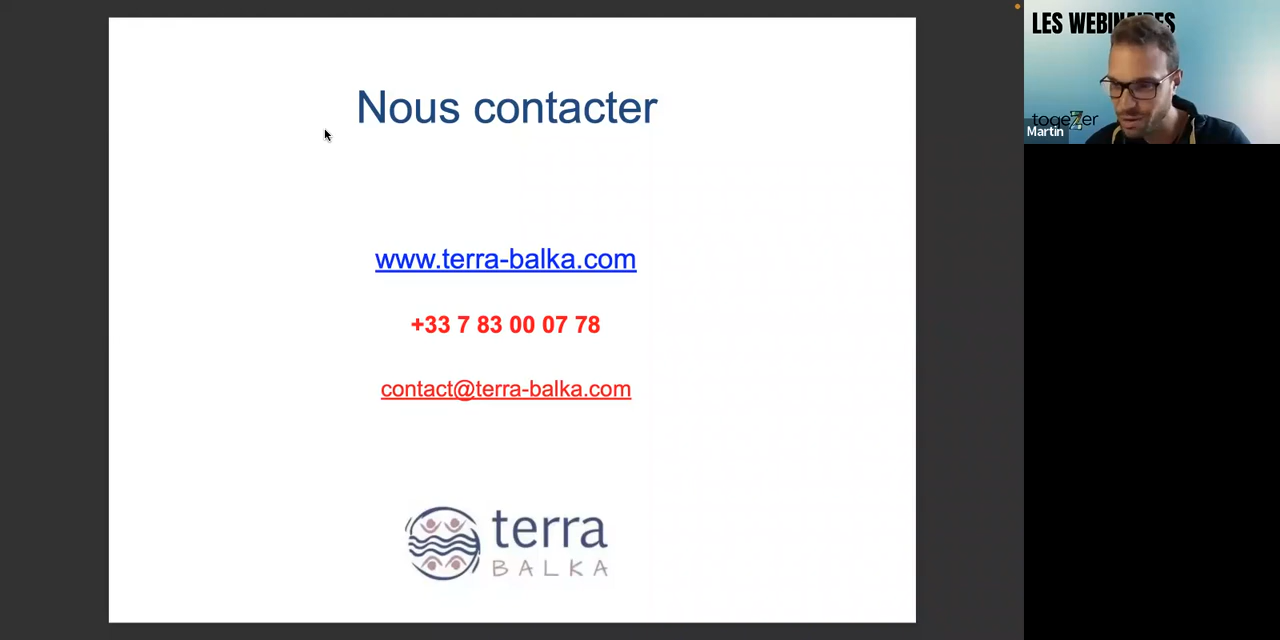 Nous contacter
www.terra-balka.com
+33 7 83 00 07 78
contact@terra-balka.com
terra
BALKA
LES WEBINAIRES
togeZer
Martin